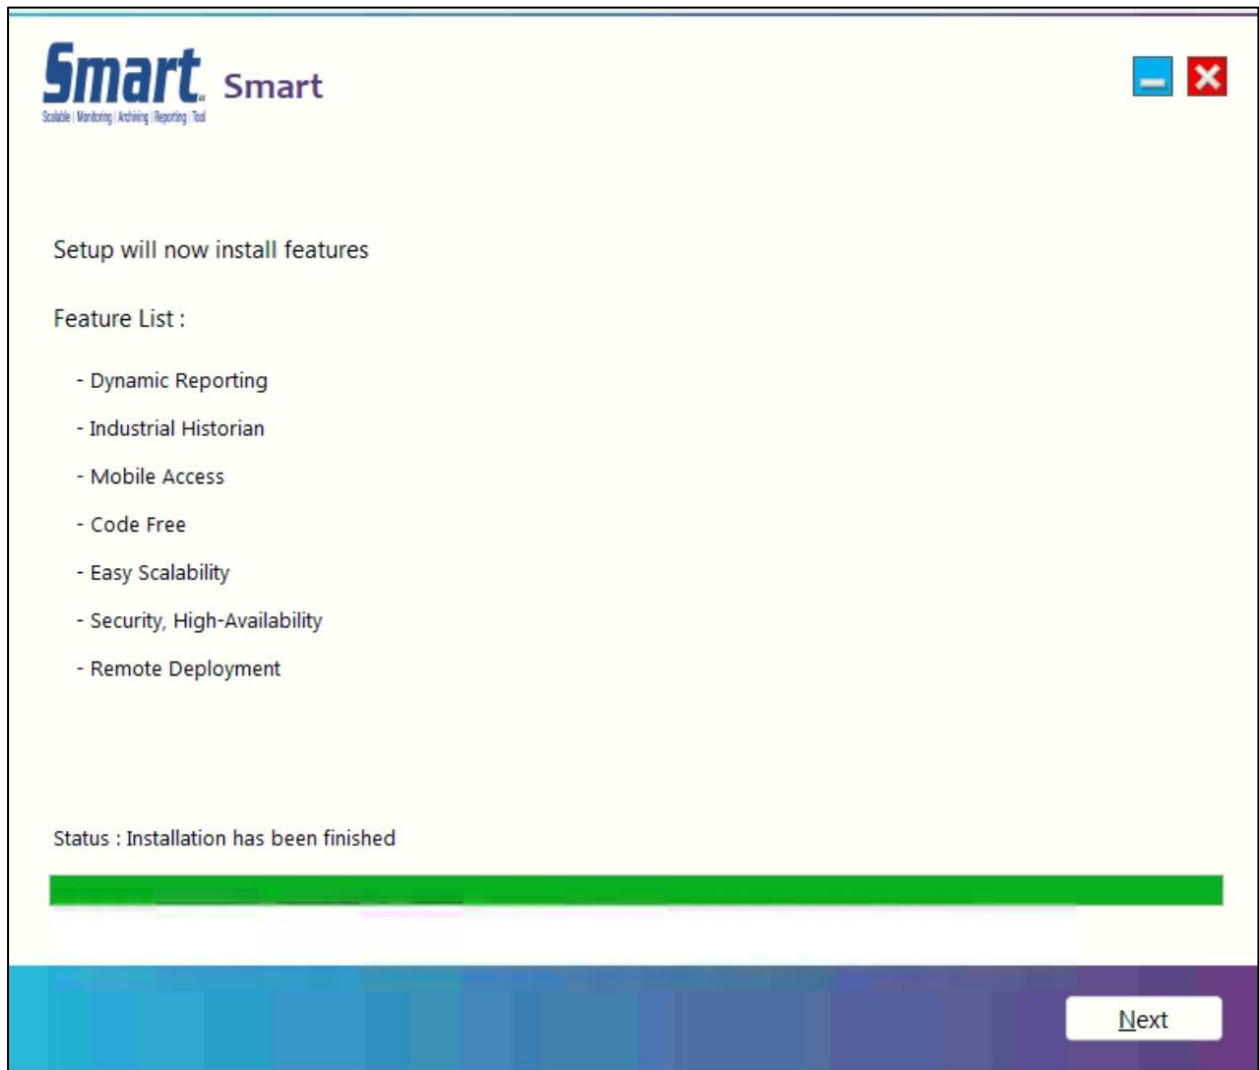 Smart
Smart
Scalable | Monitoring | Archiving | Reporting | Tool
Setup will now install features
Feature List :
- Dynamic Reporting
- Industrial Historian
- Mobile Access
- Code Free
- Easy Scalability
- Security, High-Availability
- Remote Deployment
Status : Installation has been finished
Next